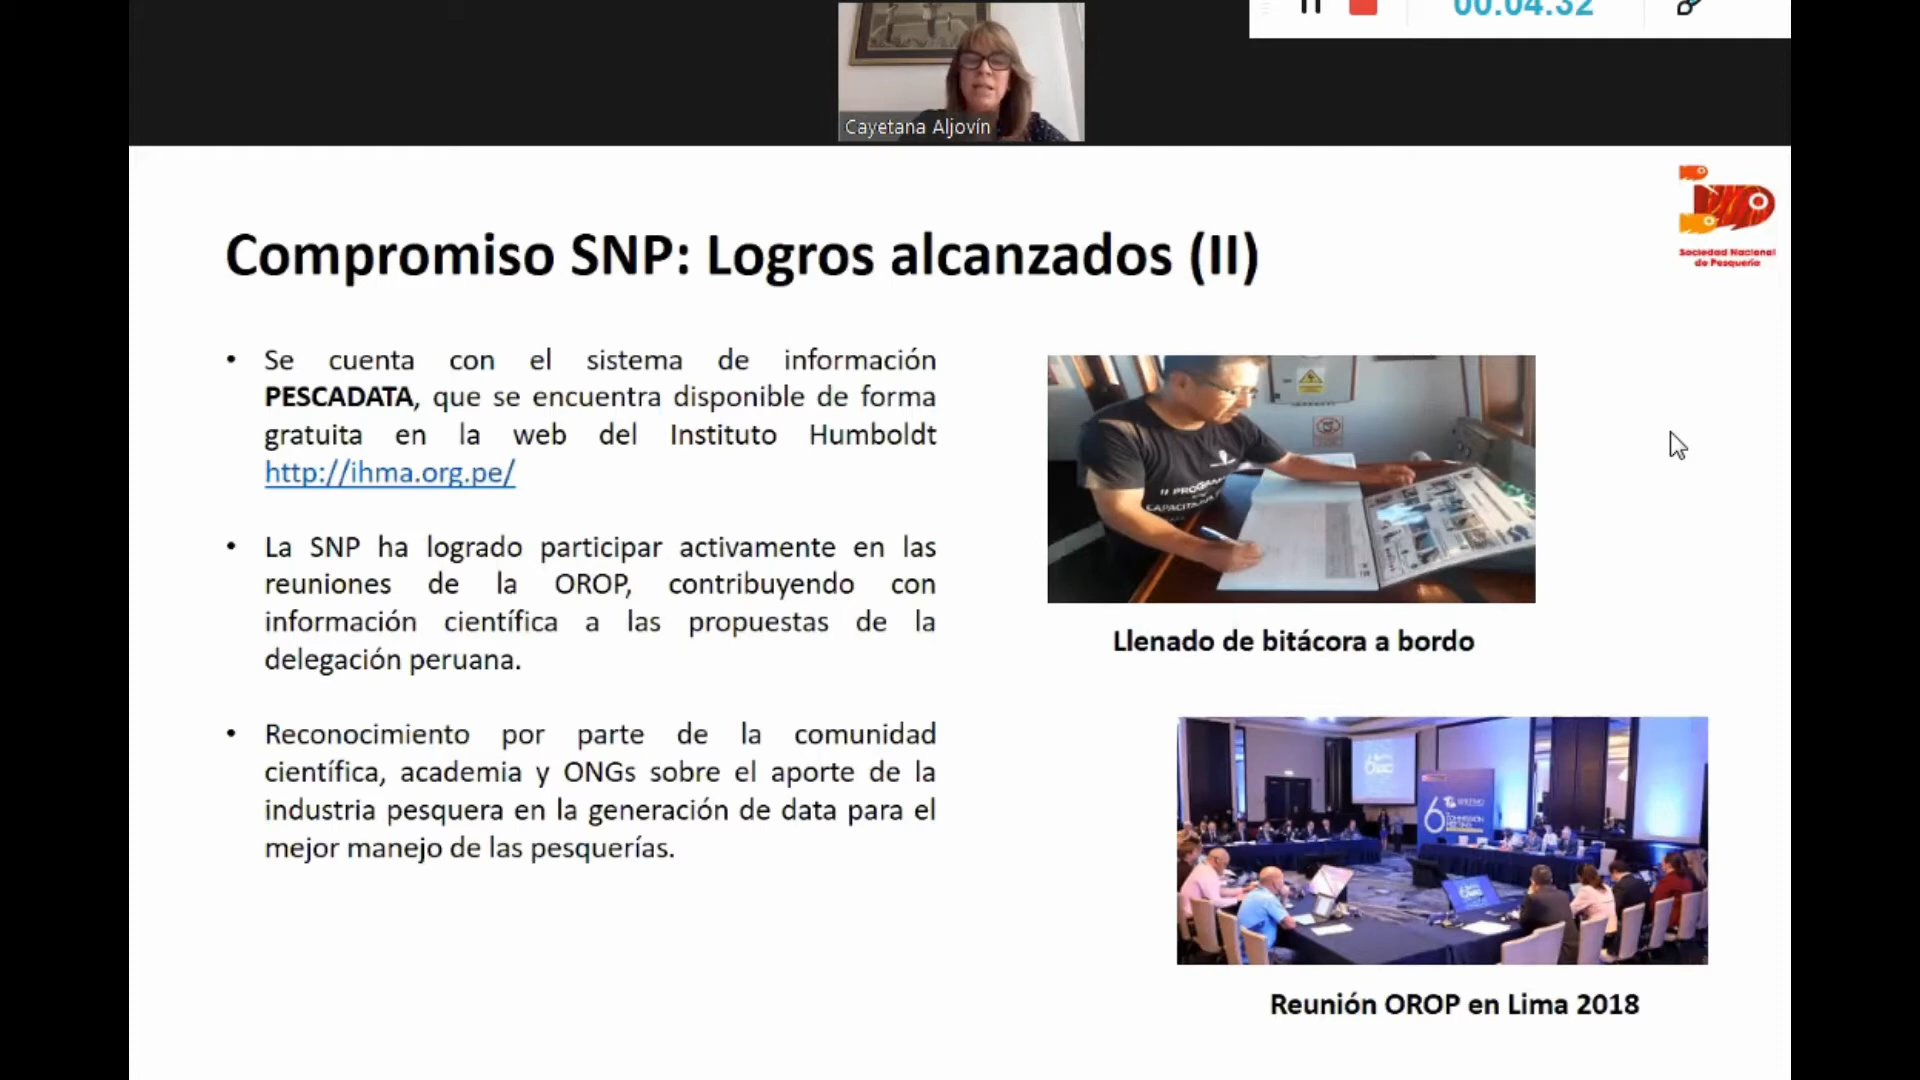 00:04:32
Cayetana Aljovín
Sociedad Nacional
de Pesquería
Compromiso SNP: Logros alcanzados (II)
• Se cuenta con el sistema de información
PESCADATA, que se encuentra disponible de forma
gratuita en la web del Instituto Humboldt
http://ihma.org.pe/
• La SNP ha logrado participar activamente en las
reuniones de la OROP, contribuyendo con
información científica a las propuestas de la
delegación peruana.
• Reconocimiento por parte de la comunidad
científica, academia y ONGs sobre el aporte de la
industria pesquera en la generación de data para el
mejor manejo de las pesquerías.
II PROGRAMA
Llenado de bitácora a bordo
6
COMMISSION
MEETING
Reunión OROP en Lima 2018